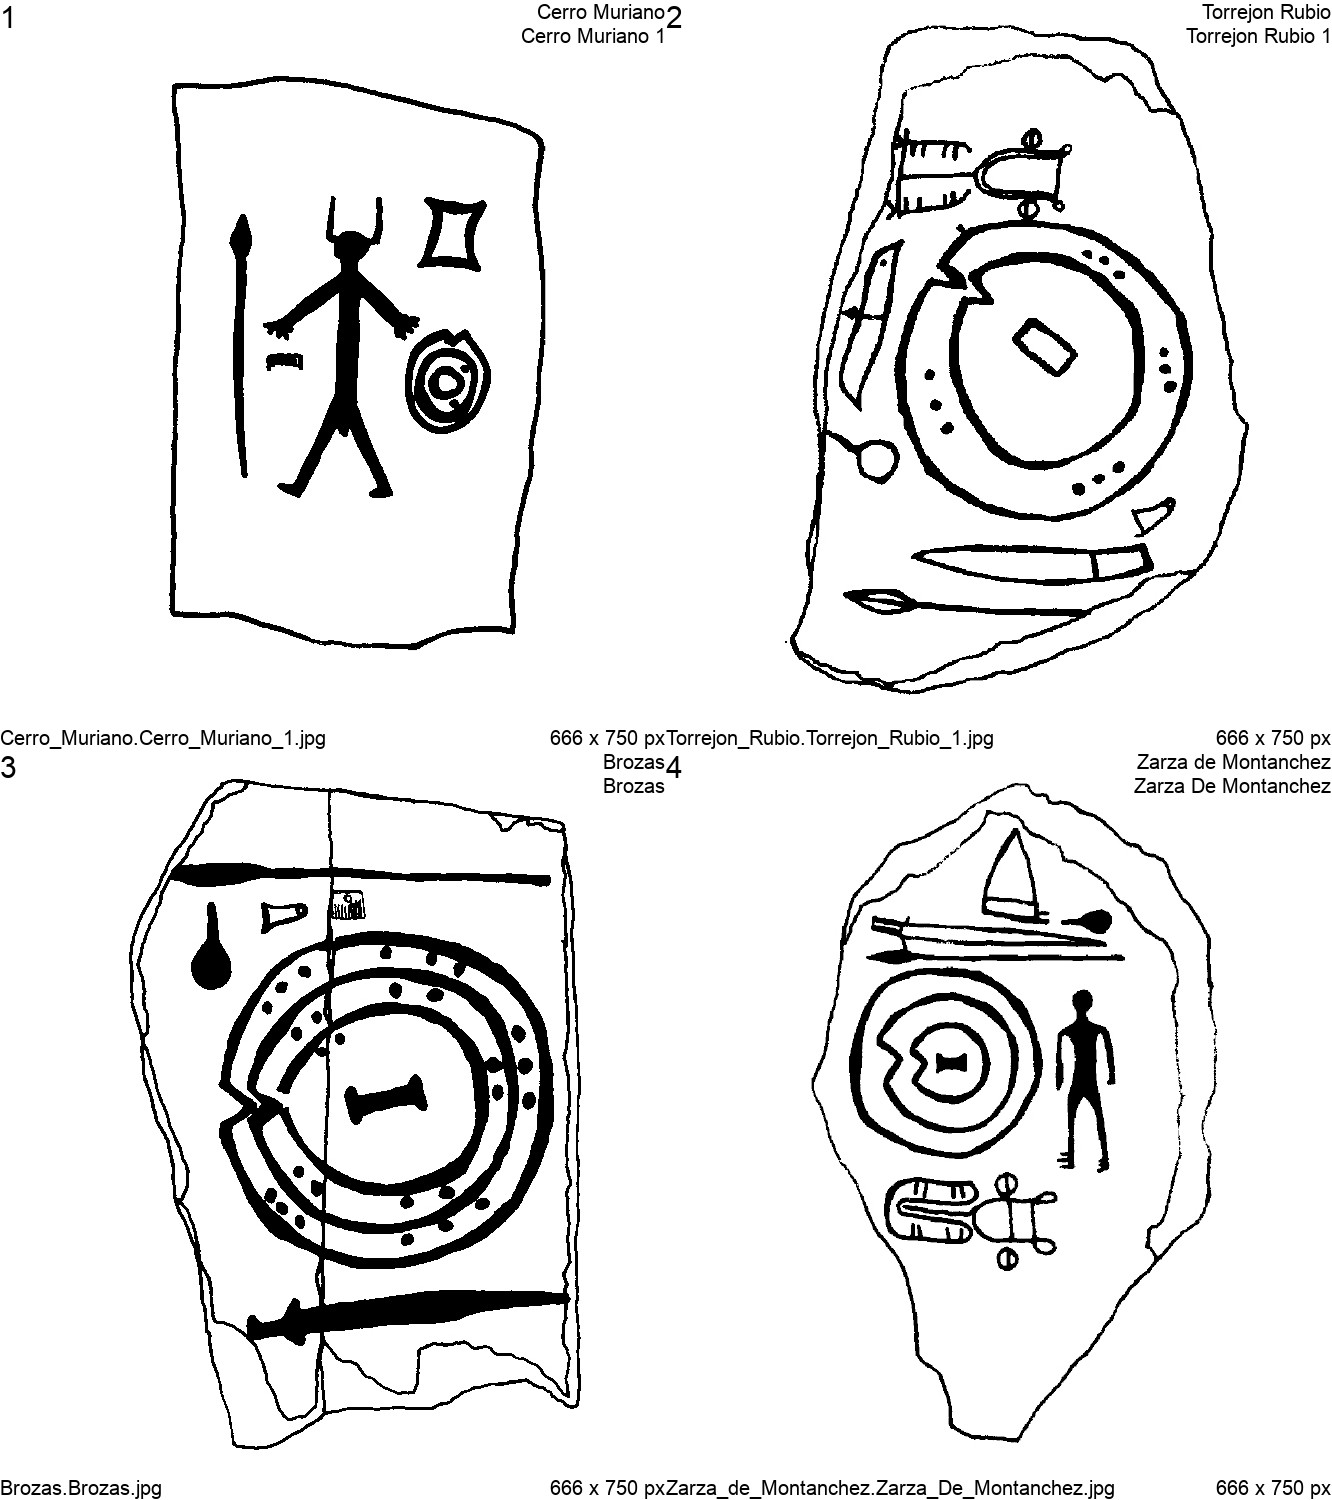 1
Cerro Muriano
Cerro Muriano 1
2
Torrejon Rubio
Torrejon Rubio 1
Cerro_Muriano.Cerro_Muriano_1.jpg
666 x 750 px
Torrejon_Rubio.Torrejon_Rubio_1.jpg
666 x 750 px
3
Brozas
Brozas
4
Zarza de Montanchez
Zarza De Montanchez
Brozas.Brozas.jpg
666 x 750 px
Zarza_de_Montanchez.Zarza_De_Montanchez.jpg
666 x 750 px